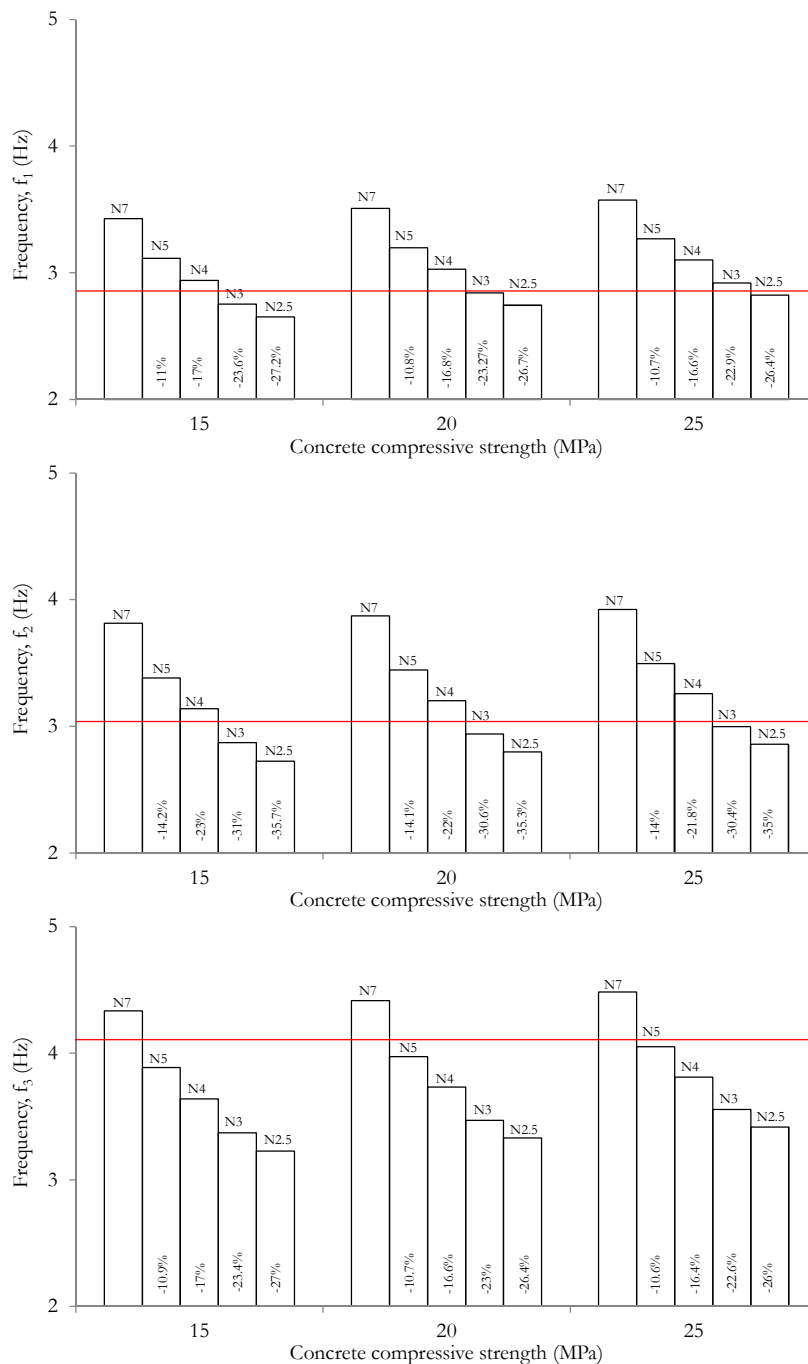 5
4
3
2
Frequency, f1 (Hz)
N7
N5
N4
N3
N2.5
-11%
-17%
-23.6%
-27.2%
N7
N5
N4
N3
N2.5
-10.8%
-16.8%
-23.27%
-26.7%
N7
N5
N4
N3
N2.5
-10.7%
-16.6%
-22.9%
-26.4%
15
20
25
Concrete compressive strength (MPa)
5
4
3
2
Frequency, f2 (Hz)
N7
N5
N4
N3
N2.5
-14.2%
-23%
-31%
-35.7%
N7
N5
N4
N3
N2.5
-14.1%
-22%
-30.6%
-35.3%
N7
N5
N4
N3
N2.5
-14%
-21.8%
-30.4%
-35%
15
20
25
Concrete compressive strength (MPa)
5
4
3
2
Frequency, f3 (Hz)
N7
N5
N4
N3
N2.5
-10.9%
-17%
-23.4%
-27%
N7
N5
N4
N3
N2.5
-10.7%
-16.6%
-23%
-26.4%
N7
N5
N4
N3
N2.5
-10.6%
-16.4%
-22.6%
-26%
15
20
25
Concrete compressive strength (MPa)